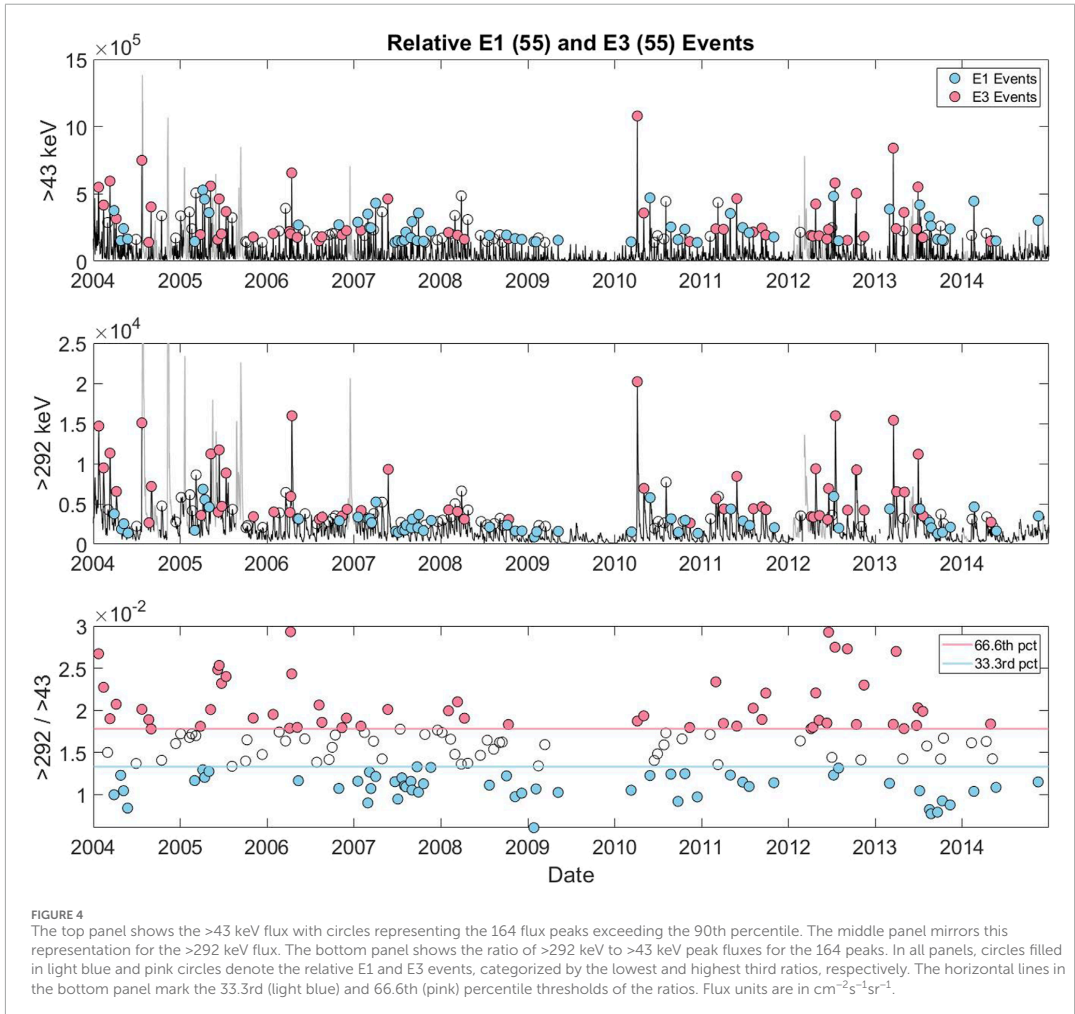 Relative E1 (55) and E3 (55) Events
×10⁵
15
10
5
0
>43 keV
E1 Events
E3 Events
2004 2005 2006 2007 2008 2009 2010 2011 2012 2013 2014
×10⁴
2.5
2
1.5
1
0.5
0
>292 keV
2004 2005 2006 2007 2008 2009 2010 2011 2012 2013 2014
×10⁻²
3
2.5
2
1.5
1
>292 / >43
66.6th pct
33.3rd pct
2004 2005 2006 2007 2008 2009 2010 2011 2012 2013 2014
Date
FIGURE 4
The top panel shows the >43 keV flux with circles representing the 164 flux peaks exceeding the 90th percentile. The middle panel mirrors this
representation for the >292 keV flux. The bottom panel shows the ratio of >292 keV to >43 keV peak fluxes for the 164 peaks. In all panels, circles filled
in light blue and pink circles denote the relative E1 and E3 events, categorized by the lowest and highest third ratios, respectively. The horizontal lines in
the bottom panel mark the 33.3rd (light blue) and 66.6th (pink) percentile thresholds of the ratios. Flux units are in cm⁻²s⁻¹sr⁻¹.